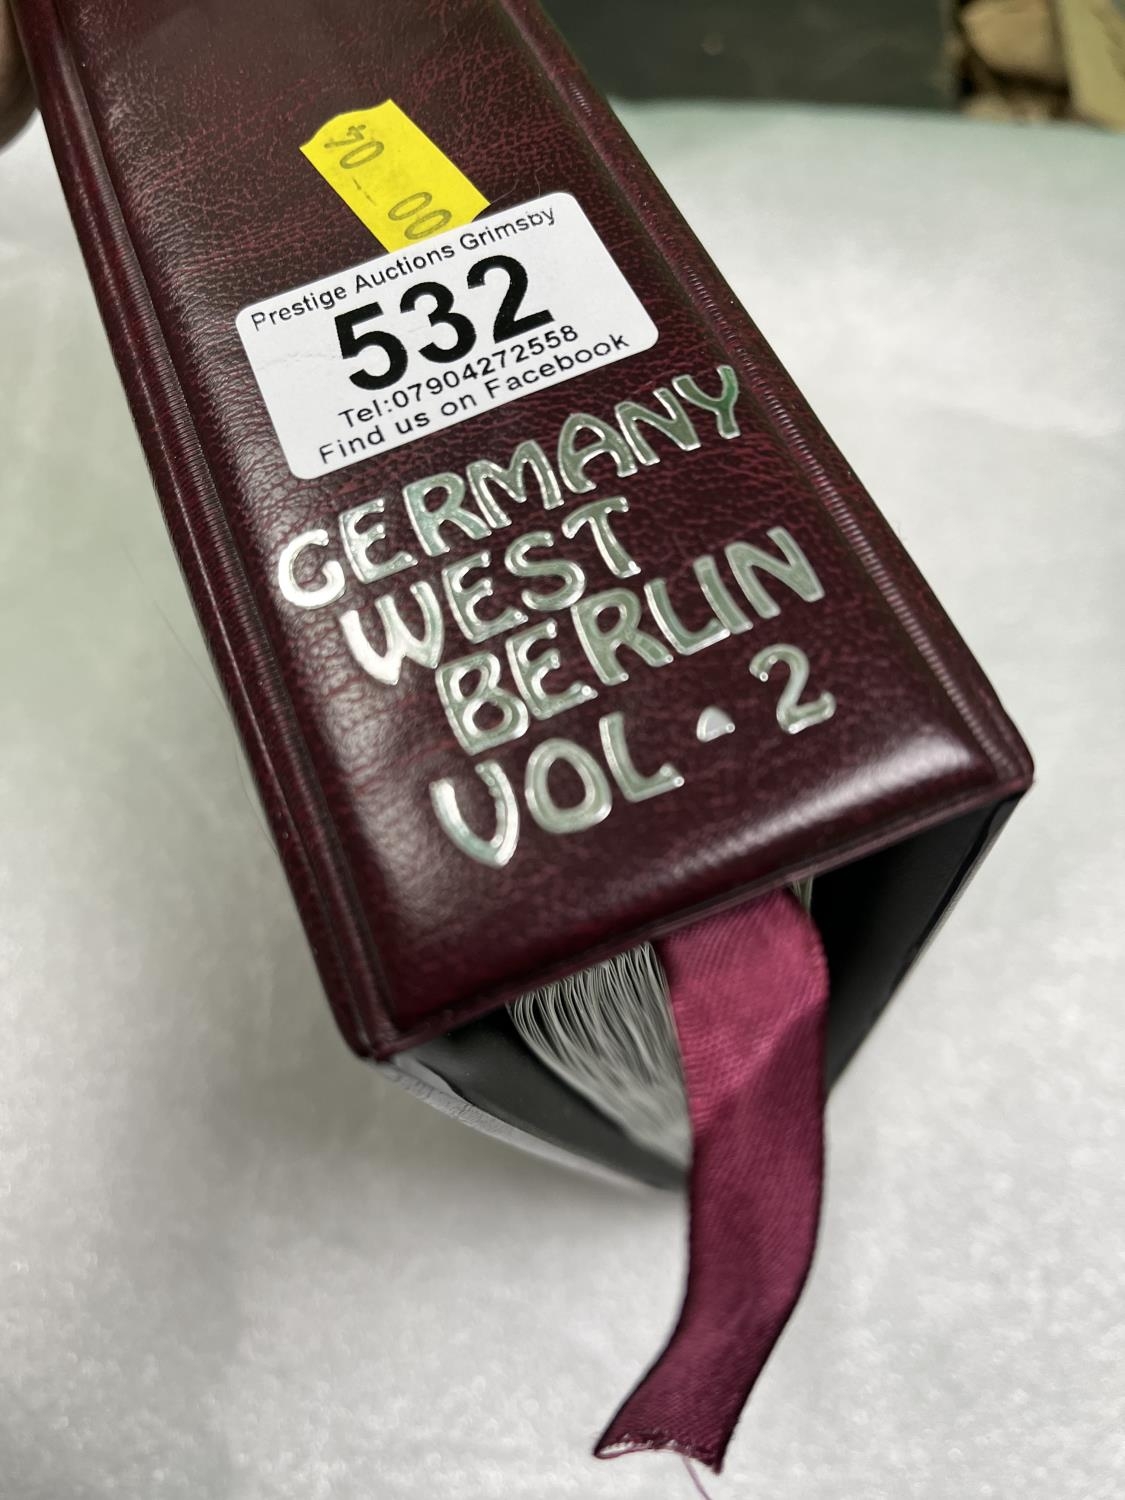 40-00
Prestige Auctions Grimsby
532
Tel:07904272558
Find us on Facebook
GERMANY
WEST
BERLIN
VOL · 2